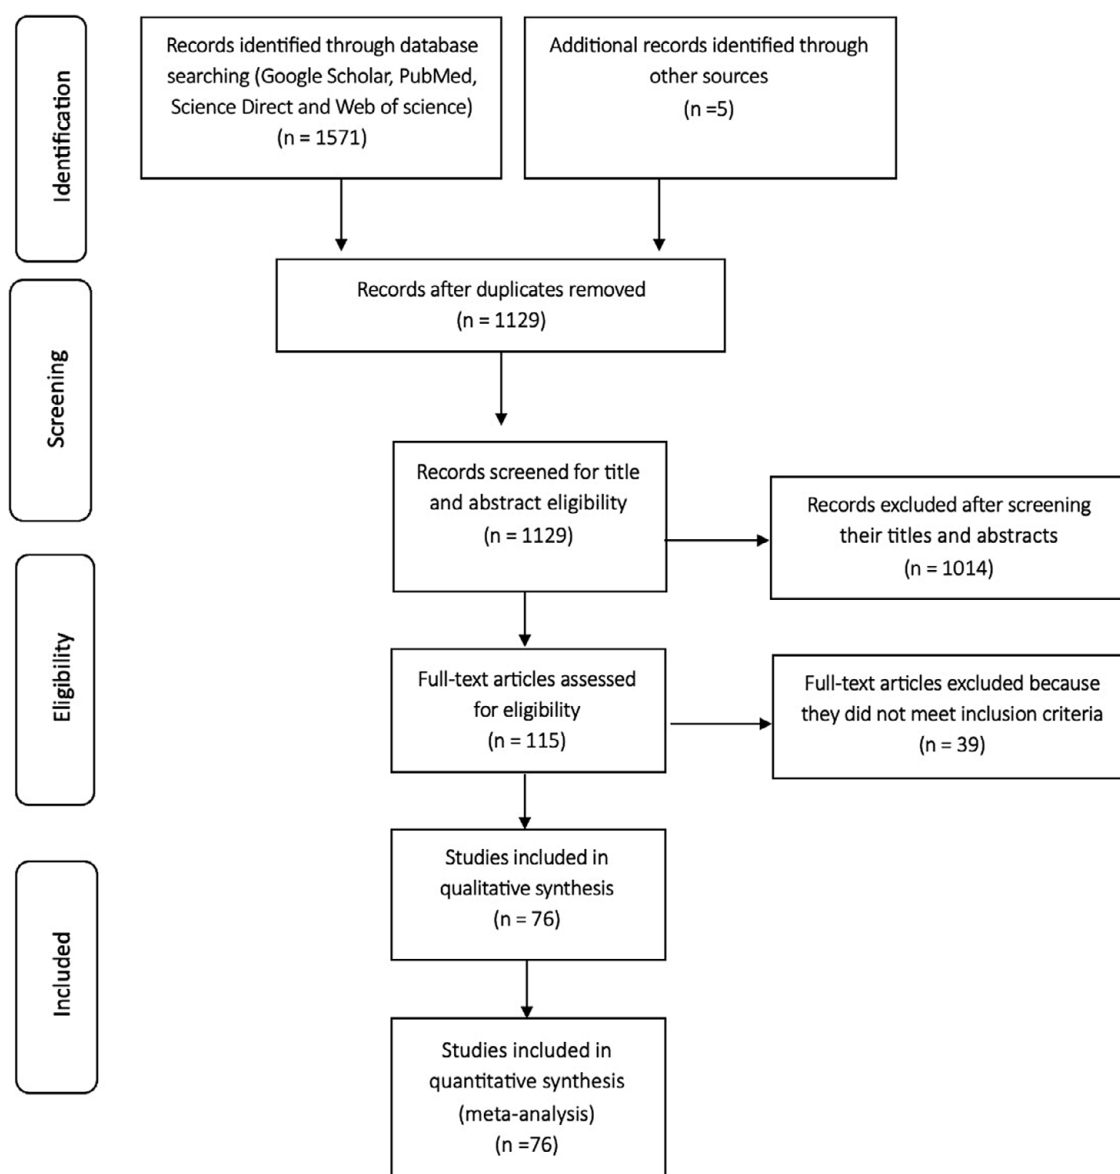 Identification
Records identified through database
searching (Google Scholar, PubMed,
Science Direct and Web of science)
(n = 1571)
Additional records identified through
other sources
(n =5)
Records after duplicates removed
(n = 1129)
Screening
Records screened for title
and abstract eligibility
(n = 1129)
Records excluded after screening
their titles and abstracts
(n = 1014)
Eligibility
Full-text articles assessed
for eligibility
(n = 115)
Full-text articles excluded because
they did not meet inclusion criteria
(n = 39)
Included
Studies included in
qualitative synthesis
(n = 76)
Studies included in
quantitative synthesis
(meta-analysis)
(n =76)